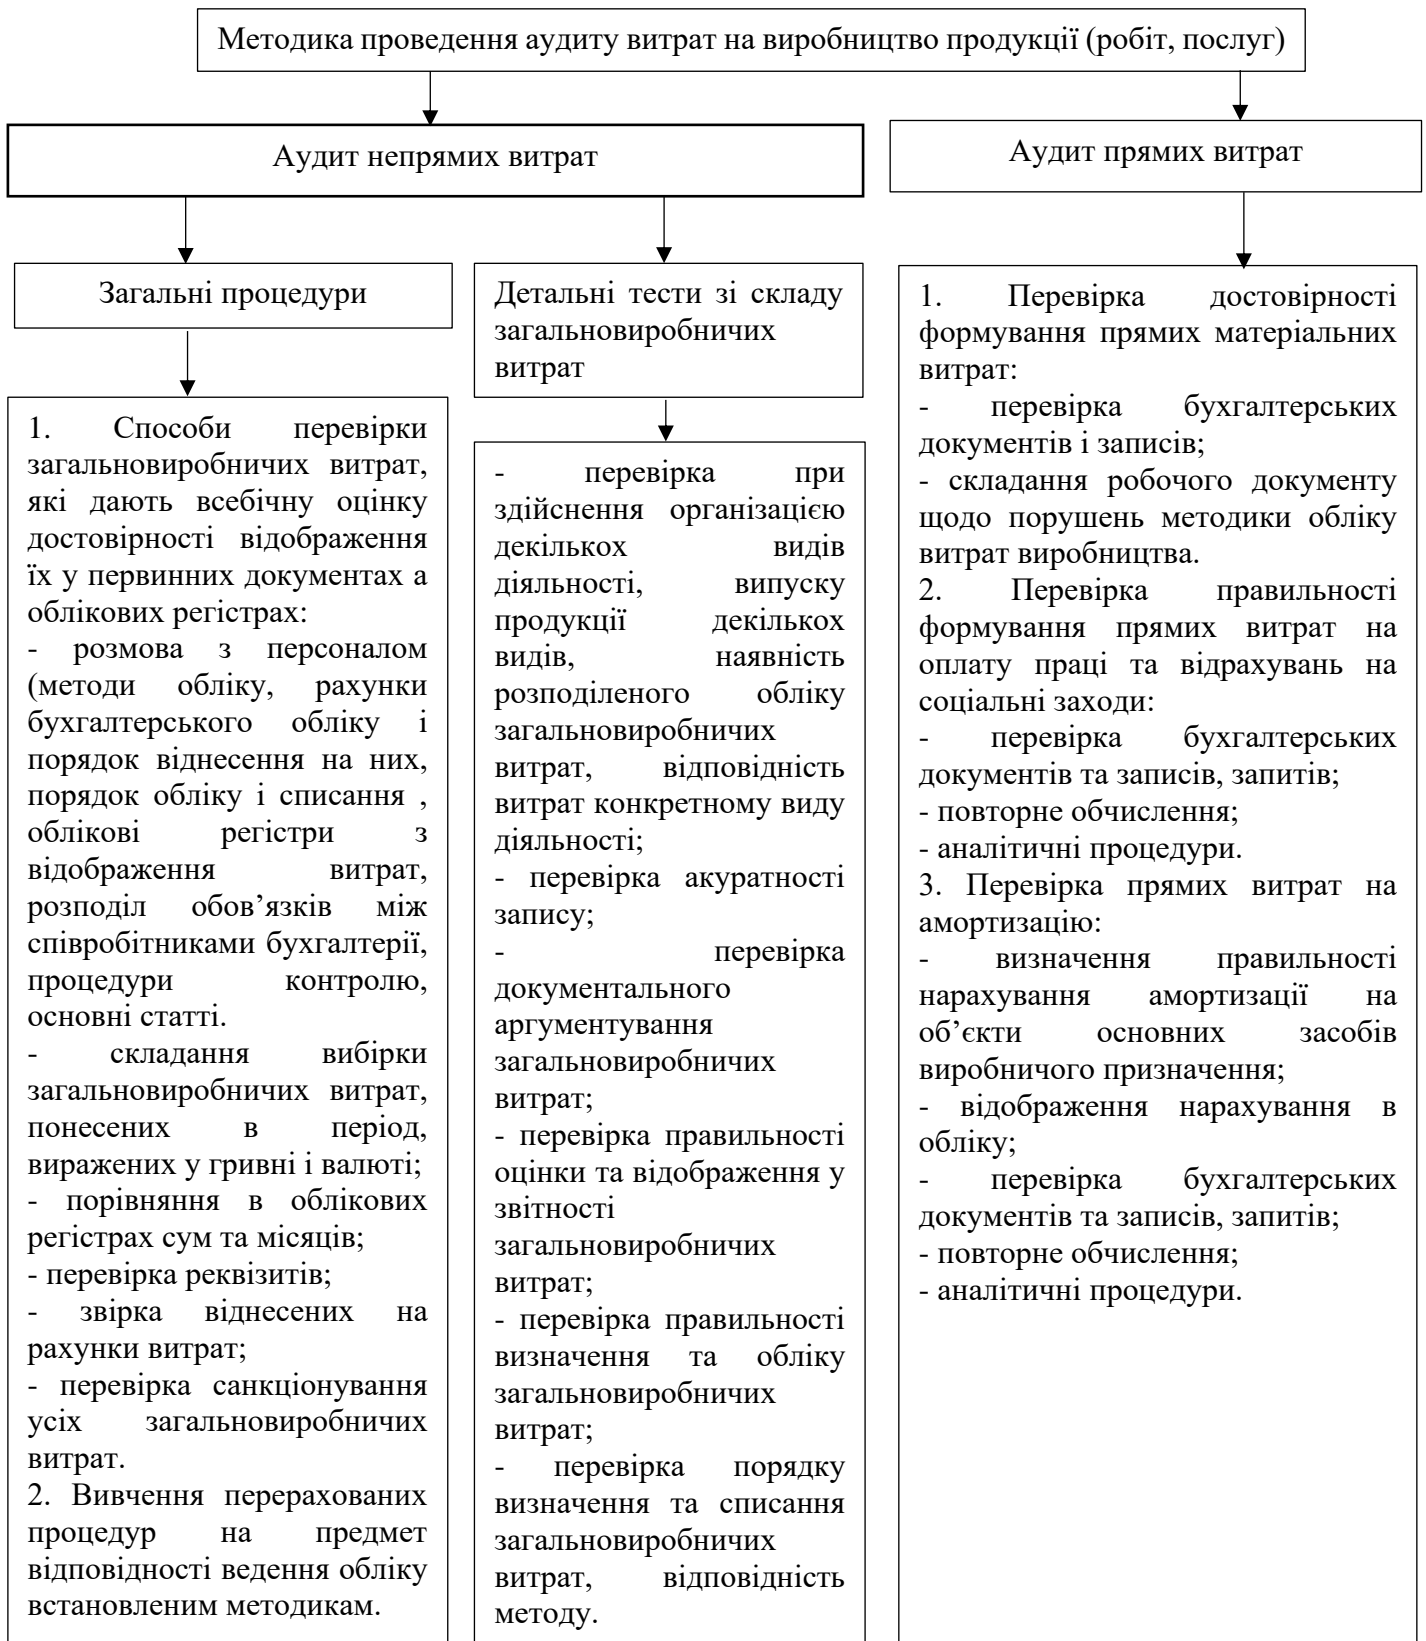 Методика проведення аудиту витрат на виробництво продукції (робіт, послуг)
Аудит непрямих витрат
Аудит прямих витрат
Загальні процедури
Детальні тести зі складу
загальновиробничих
витрат
1. Способи перевірки
загальновиробничих витрат,
які дають всебічну оцінку
достовірності відображення
їх у первинних документах а
облікових регістрах:
- розмова з персоналом
(методи обліку, рахунки
бухгалтерського обліку і
порядок віднесення на них,
порядок обліку і списання ,
облікові регістри з
відображення витрат,
розподіл обов’язків між
співробітниками бухгалтерії,
процедури контролю,
основні статті.
- складання вибірки
загальновиробничих витрат,
понесених в період,
виражених у гривні і валюті;
- порівняння в облікових
регістрах сум та місяців;
- перевірка реквізитів;
- звірка віднесених на
рахунки витрат;
- перевірка санкціонування
усіх загальновиробничих
витрат.
2. Вивчення перерахованих
процедур на предмет
відповідності ведення обліку
встановленим методикам.
- перевірка при
здійснення організацією
декількох видів
діяльності, випуску
продукції декількох
видів, наявність
розподіленого обліку
загальновиробничих
витрат, відповідність
витрат конкретному виду
діяльності;
- перевірка акуратності
запису;
- перевірка
документального
аргументування
загальновиробничих
витрат;
- перевірка правильності
оцінки та відображення у
звітності
загальновиробничих
витрат;
- перевірка правильності
визначення та обліку
загальновиробничих
витрат;
- перевірка порядку
визначення та списання
загальновиробничих
витрат, відповідність
методу.
1. Перевірка достовірності
формування прямих матеріальних
витрат:
- перевірка бухгалтерських
документів і записів;
- складання робочого документу
щодо порушень методики обліку
витрат виробництва.
2. Перевірка правильності
формування прямих витрат на
оплату праці та відрахувань на
соціальні заходи:
- перевірка бухгалтерських
документів та записів, запитів;
- повторне обчислення;
- аналітичні процедури.
3. Перевірка прямих витрат на
амортизацію:
- визначення правильності
нарахування амортизації на
об’єкти основних засобів
виробничого призначення;
- відображення нарахування в
обліку;
- перевірка бухгалтерських
документів та записів, запитів;
- повторне обчислення;
- аналітичні процедури.